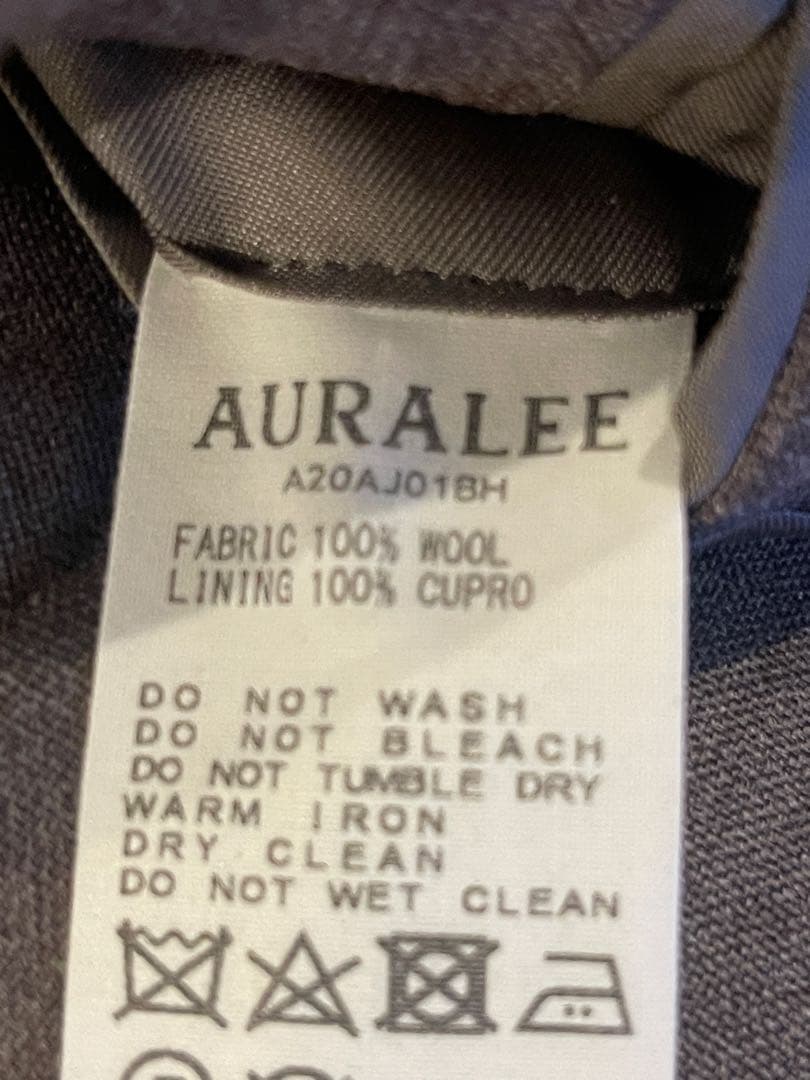 AURALEE
A20AJ01BH
FABRIC 100% WOOL
LINING 100% CUPRO
DO NOT WASH
DO NOT BLEACH
DO NOT TUMBLE DRY
WARM IRON
DRY CLEAN
DO NOT WET CLEAN